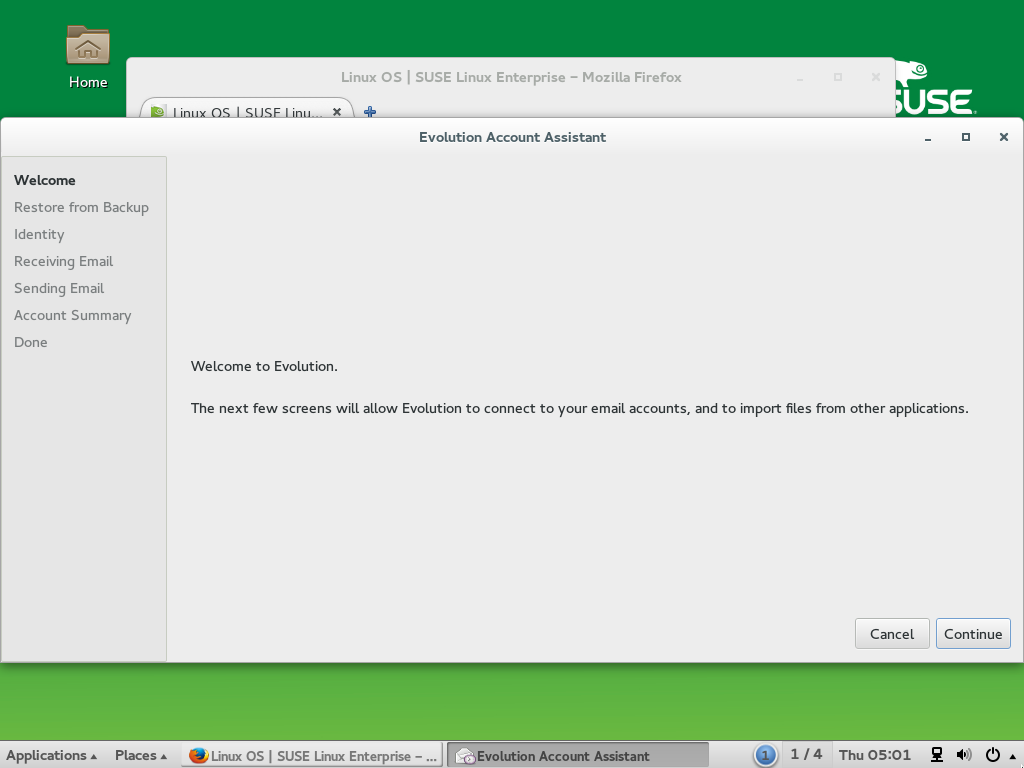 Home
Linux OS | SUSE Linux Enterprise - Mozilla Firefox
SUSE
Linux OS | SUSE Linu...
Evolution Account Assistant
Welcome
Restore from Backup
Identity
Receiving Email
Sending Email
Account Summary
Done
Welcome to Evolution.
The next few screens will allow Evolution to connect to your email accounts, and to import files from other applications.
Cancel
Continue
Applications
Places
Linux OS | SUSE Linux Enterprise - ...
Evolution Account Assistant
1
1 / 4
Thu 05:01